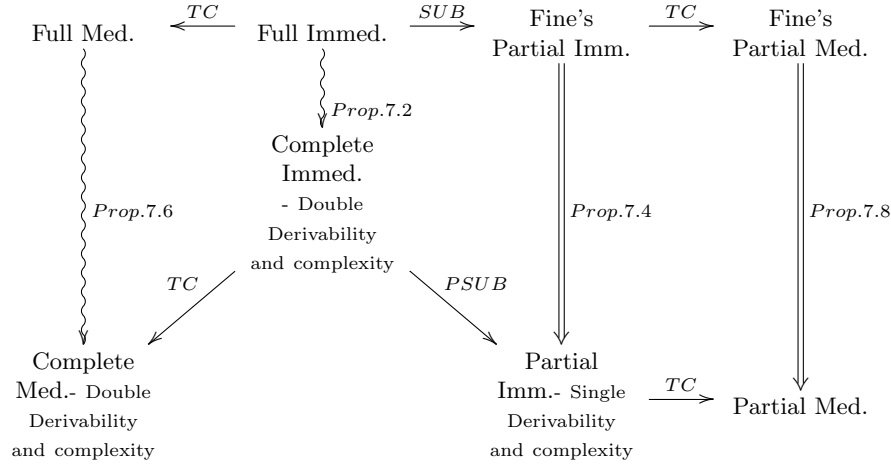 Full Med.
TC
Full Immed.
SUB
Fine's
Partial Imm.
TC
Fine's
Partial Med.
Prop.7.2
Complete
Immed.
- Double
Derivability
and complexity
Prop.7.6
Prop.7.4
Prop.7.8
TC
PSUB
Complete
Med.- Double
Derivability
and complexity
Partial
Imm.- Single
Derivability
and complexity
TC
Partial Med.